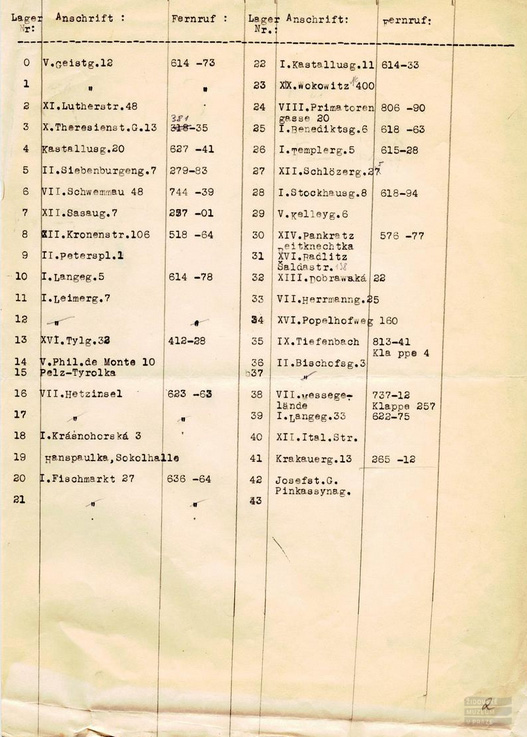 Lager Anschrift : Fernruf : Lager Anschrift: Fernruf:
Nr: Nr.:
0 V.Geistg.12 614 -73
1 " "
2 XI.Lutherstr.48
3 X.Theresienst.G.13 381 318-35
4 Kastallusg.20 627 -41
5 II.Siebenburgeng.7 279-83
6 VII.Schwemmau 48 744 -39
7 XII.Sasaug.7 257 -01
8 XII.Kronenstr.106 518 -64
9 II.Peterspl.1
10 I.Langeg.5 614 -78
11 I.Leimerg.7
12 " "
13 XVI.Tylg.32 412-28
14 V.Phil.de Monte 10
15 Pelz-Tyrolka
16 VII.Hetzinsel 623 -63
17 " "
18 I.Krásnohorská 3
19 Hanspaulka,Sokolhalle
20 I.Fischmarkt 27 636 -64
21 " "
22 I.Kastallusg.11 614-33
23 XX.Wokowitz 400
24 VIII.Primatoren 806 -90
gasse 20
25 I.Benediktsg.6 618 -63
26 I.Templerg.5 615-28
27 XII.Schlözerg.27
28 I.Stockhausg.8 618-94
29 V.Kelleyg.6
30 XIV.Pankratz 576 -77
Reitknechtka
31 XVI.Radlitz
Saldastr.
32 XIII.Dobrawaká 22
33 VII.Herrmanng.25
34 XVI.Popelhofweg 160
35 IX.Tiefenbach 813-41
Kla ppe 4
36 II.Bischofsg.3
37 "
38 VII.Messege- 737-12
lände Klappe 257
39 I.Langeg.33 622-75
40 XII.Ital.Str.
41 Krakauerg.13 265 -12
42 Josefst.G.
Pinkassynag.
43
2
ŽIDOVSKÉ
MUZEUM
V PRAZE